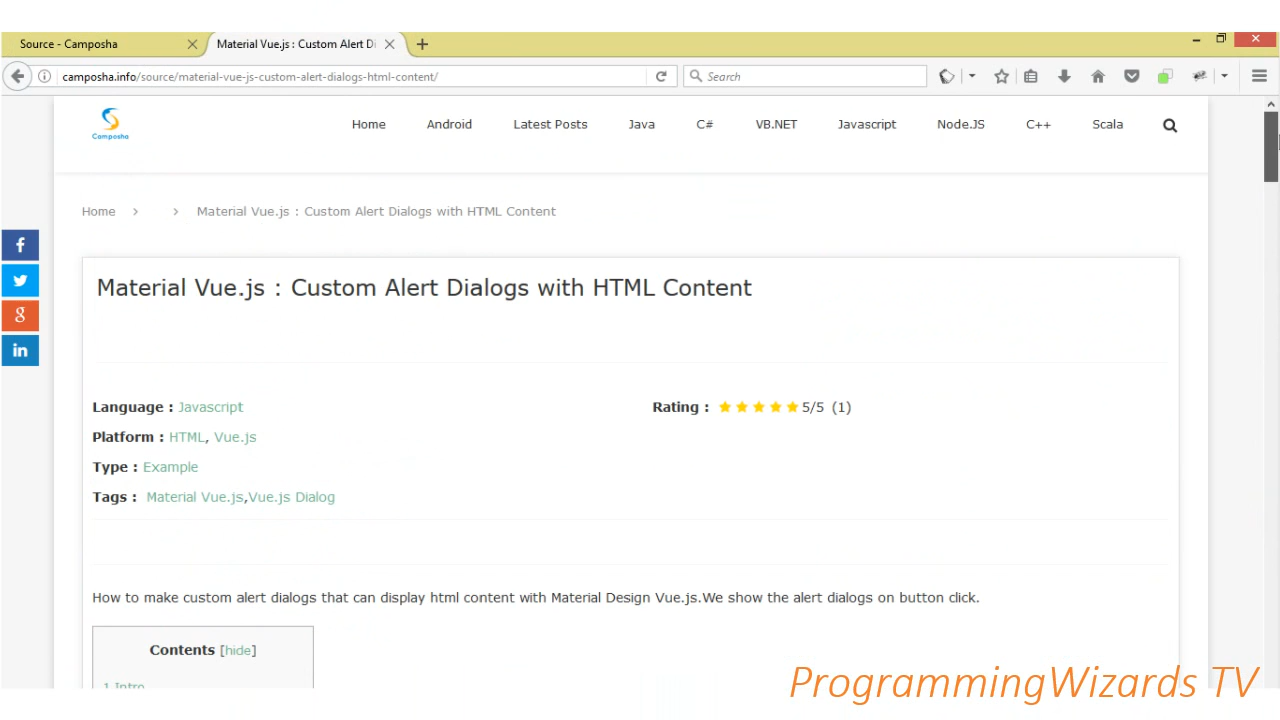 Source - Camposha
Material Vue.js : Custom Alert Di
camposha.info/source/material-vue-js-custom-alert-dialogs-html-content/
Search
Camposha
Home Android Latest Posts Java C# VB.NET Javascript Node.JS C++ Scala
Home > > Material Vue.js : Custom Alert Dialogs with HTML Content
Material Vue.js : Custom Alert Dialogs with HTML Content
Language : Javascript
Rating : 5/5 (1)
Platform : HTML, Vue.js
Type : Example
Tags : Material Vue.js,Vue.js Dialog
How to make custom alert dialogs that can display html content with Material Design Vue.js.We show the alert dialogs on button click.
Contents [hide]
1 Intro
ProgrammingWizards TV